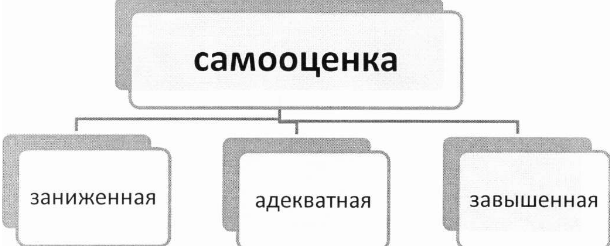 самооценка
заниженная
адекватная
завышенная